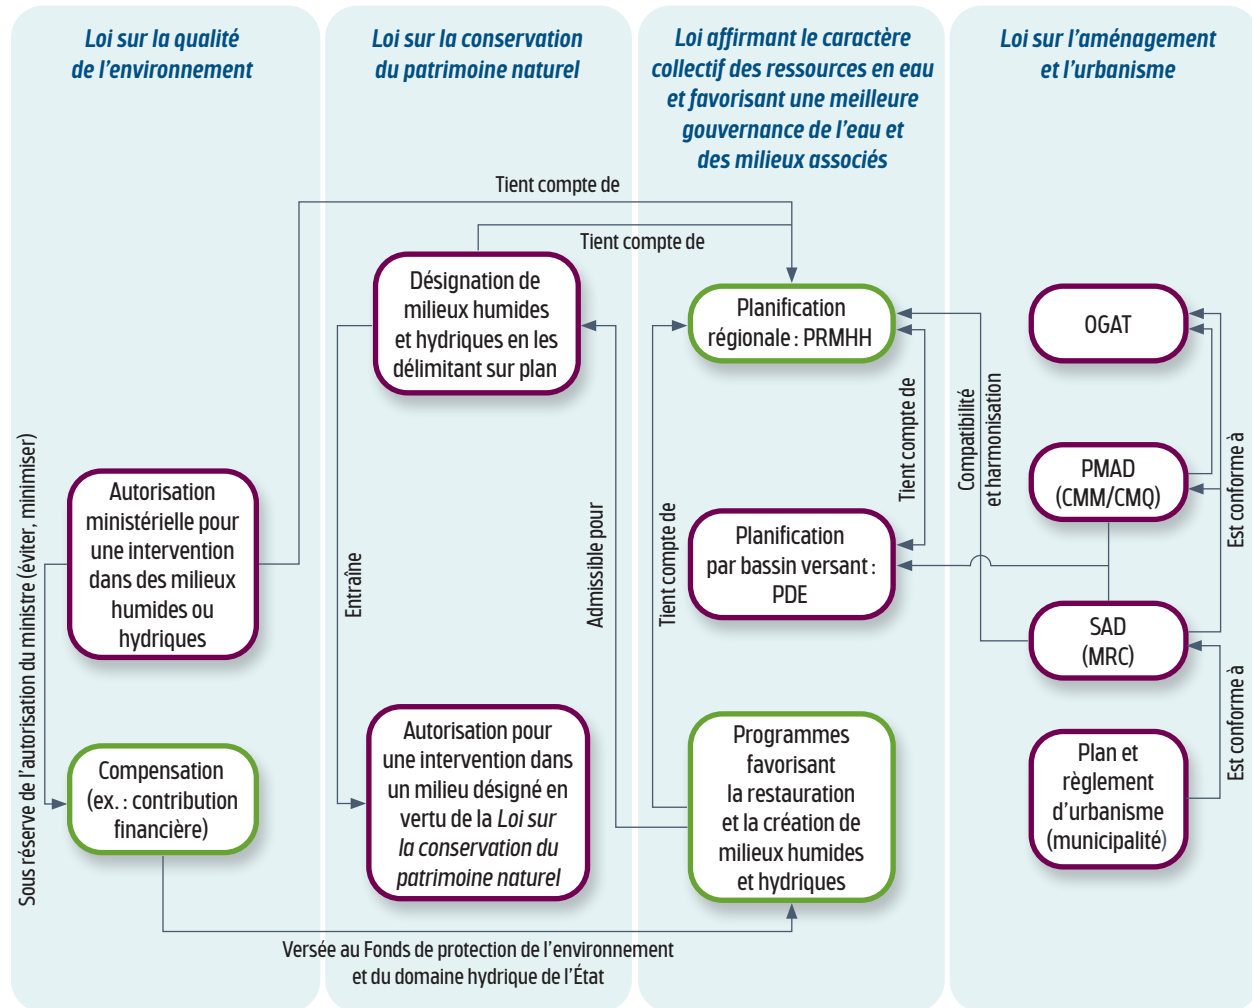 Loi sur la qualité
de l'environnement
Loi sur la conservation
du patrimoine naturel
Loi affirmant le caractère
collectif des ressources en eau
et favorisant une meilleure
gouvernance de l'eau et
des milieux associés
Loi sur l'aménagement
et l'urbanisme
Tient compte de
Tient compte de
Désignation de
milieux humides
et hydriques en les
délimitant sur plan
Planification
régionale : PRMHH
OGAT
Sous réserve de l'autorisation du ministre (éviter, minimiser)
Autorisation
ministérielle pour
une intervention
dans des milieux
humides ou
hydriques
Entraîne
Admissible pour
Tient compte de
Tient compte de
Compatibilité
et harmonisation
PMAD
(CMM/CMQ)
Est conforme à
Planification
par bassin versant :
PDE
SAD
(MRC)
Est conforme à
Compensation
(ex. : contribution
financière)
Autorisation pour
une intervention dans
un milieu désigné en
vertu de la Loi sur
la conservation du
patrimoine naturel
Programmes
favorisant
la restauration
et la création de
milieux humides
et hydriques
Plan et
règlement
d'urbanisme
(municipalité)
Versée au Fonds de protection de l'environnement
et du domaine hydrique de l'État